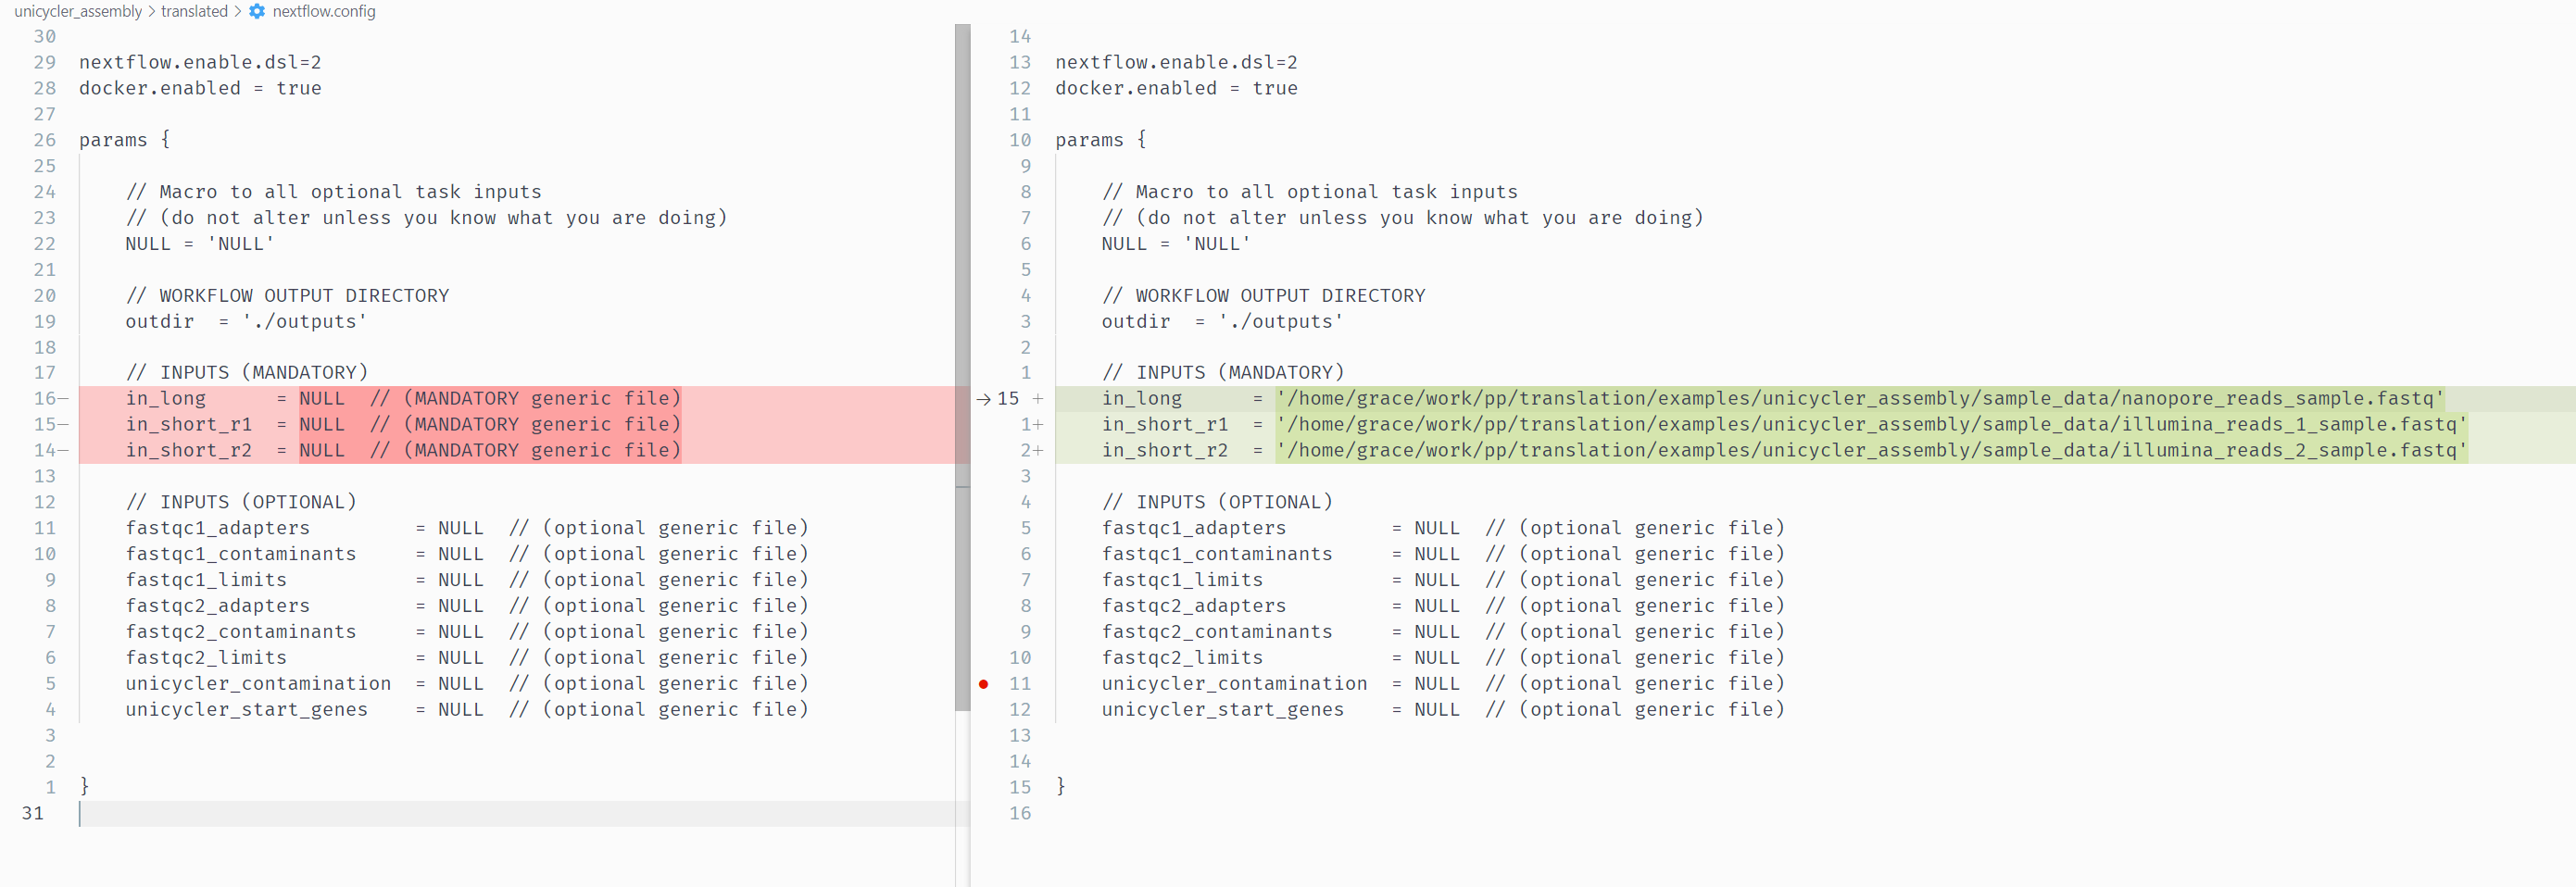 unicycler_assembly > translated > nextflow.config
30
29 nextflow.enable.dsl=2
28 docker.enabled = true
27
26 params {
25
24     // Macro to all optional task inputs
23     // (do not alter unless you know what you are doing)
22     NULL = 'NULL'
21
20     // WORKFLOW OUTPUT DIRECTORY
19     outdir  = './outputs'
18
17     // INPUTS (MANDATORY)
16—     in_long      = NULL  // (MANDATORY generic file)
15—     in_short_r1  = NULL  // (MANDATORY generic file)
14—     in_short_r2  = NULL  // (MANDATORY generic file)
13
12     // INPUTS (OPTIONAL)
11     fastqc1_adapters         = NULL  // (optional generic file)
10     fastqc1_contaminants     = NULL  // (optional generic file)
9     fastqc1_limits           = NULL  // (optional generic file)
8     fastqc2_adapters         = NULL  // (optional generic file)
7     fastqc2_contaminants     = NULL  // (optional generic file)
6     fastqc2_limits           = NULL  // (optional generic file)
5     unicycler_contamination  = NULL  // (optional generic file)
4     unicycler_start_genes    = NULL  // (optional generic file)
3
2
1 }
31
14
13 nextflow.enable.dsl=2
12 docker.enabled = true
11
10 params {
9
8     // Macro to all optional task inputs
7     // (do not alter unless you know what you are doing)
6     NULL = 'NULL'
5
4     // WORKFLOW OUTPUT DIRECTORY
3     outdir  = './outputs'
2
1     // INPUTS (MANDATORY)
→ 15 +     in_long      = '/home/grace/work/pp/translation/examples/unicycler_assembly/sample_data/nanopore_reads_sample.fastq'
1+     in_short_r1  = '/home/grace/work/pp/translation/examples/unicycler_assembly/sample_data/illumina_reads_1_sample.fastq'
2+     in_short_r2  = '/home/grace/work/pp/translation/examples/unicycler_assembly/sample_data/illumina_reads_2_sample.fastq'
3
4     // INPUTS (OPTIONAL)
5     fastqc1_adapters         = NULL  // (optional generic file)
6     fastqc1_contaminants     = NULL  // (optional generic file)
7     fastqc1_limits           = NULL  // (optional generic file)
8     fastqc2_adapters         = NULL  // (optional generic file)
9     fastqc2_contaminants     = NULL  // (optional generic file)
10     fastqc2_limits           = NULL  // (optional generic file)
11     unicycler_contamination  = NULL  // (optional generic file)
12     unicycler_start_genes    = NULL  // (optional generic file)
13
14
15 }
16